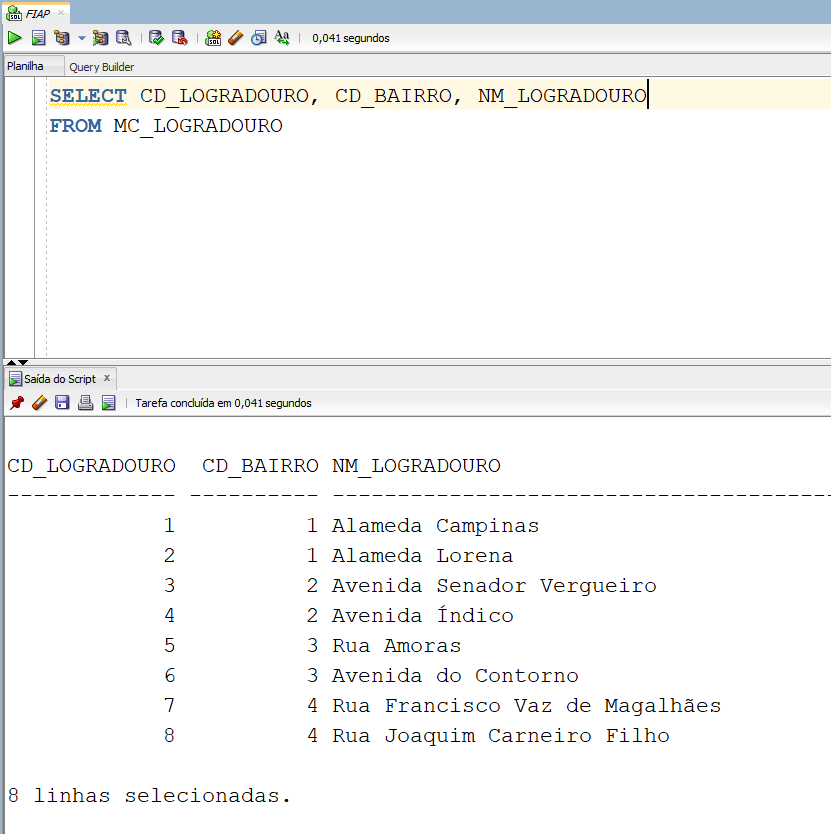 FIAP
0,041 segundos
Planilha Query Builder
SELECT CD_LOGRADOURO, CD_BAIRRO, NM_LOGRADOURO
FROM MC_LOGRADOURO
Saída do Script x
Tarefa concluída em 0,041 segundos
CD_LOGRADOURO CD_BAIRRO NM_LOGRADOURO
------------- ---------- --------------------------------------
1 1 Alameda Campinas
2 1 Alameda Lorena
3 2 Avenida Senador Vergueiro
4 2 Avenida Índico
5 3 Rua Amoras
6 3 Avenida do Contorno
7 4 Rua Francisco Vaz de Magalhães
8 4 Rua Joaquim Carneiro Filho
8 linhas selecionadas.